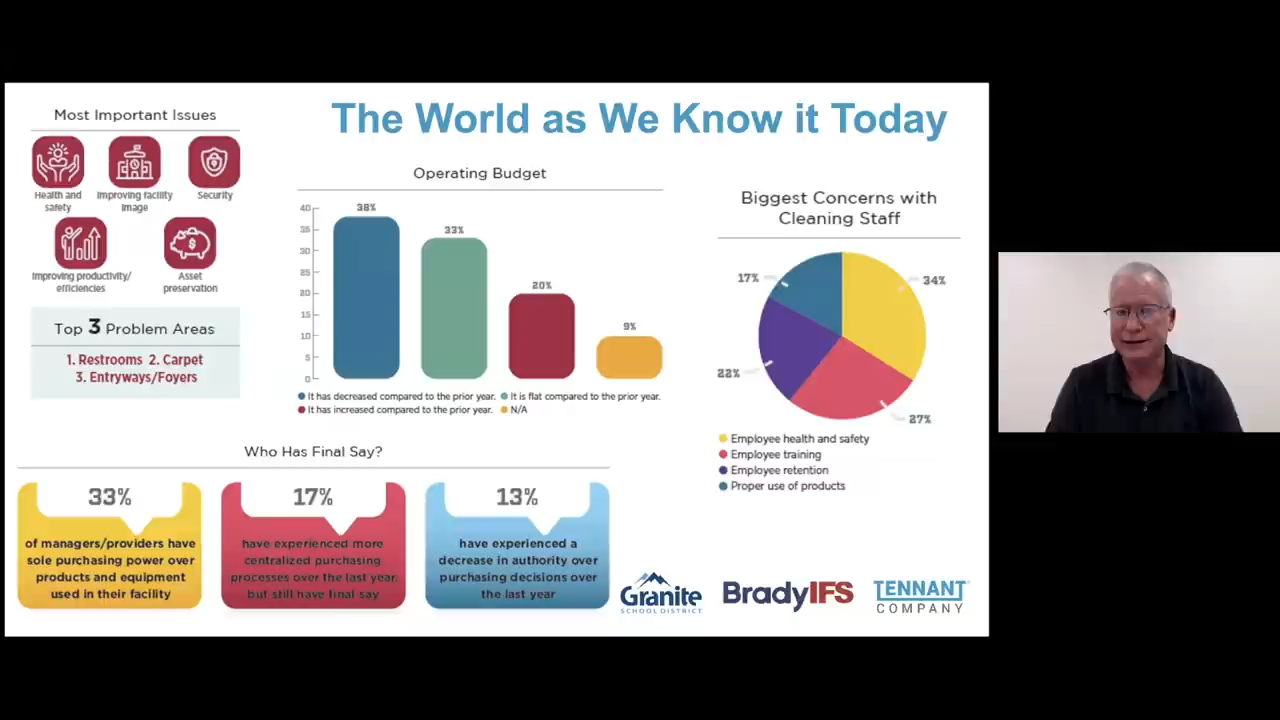 The World as We Know it Today
Most Important Issues
Health and
safety
Improving facility
image
Security
Improving productivity/
efficiencies
Asset
preservation
Top 3 Problem Areas
1. Restrooms 2. Carpet
3. Entryways/Foyers
Operating Budget
40
35
30
25
20
15
10
5
0
38%
33%
20%
9%
It has decreased compared to the prior year.
It is flat compared to the prior year.
It has increased compared to the prior year.
N/A
Biggest Concerns with
Cleaning Staff
17%
34%
22%
27%
Employee health and safety
Employee training
Employee retention
Proper use of products
Who Has Final Say?
33%
of managers/providers have
sole purchasing power over
products and equipment
used in their facility
17%
have experienced more
centralized purchasing
processes over the last year,
but still have final say
13%
have experienced a
decrease in authority over
purchasing decisions over
the last year
Granite
SCHOOL DISTRICT
BradyIFS
TENNANT
COMPANY